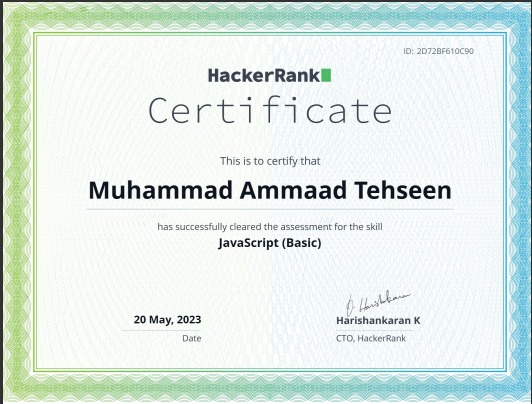 ID: 2D72BF610C90
HackerRank
Certificate
This is to certify that
Muhammad Ammaad Tehseen
has successfully cleared the assessment for the skill
JavaScript (Basic)
20 May, 2023
Date
Harishankaran K
CTO, HackerRank